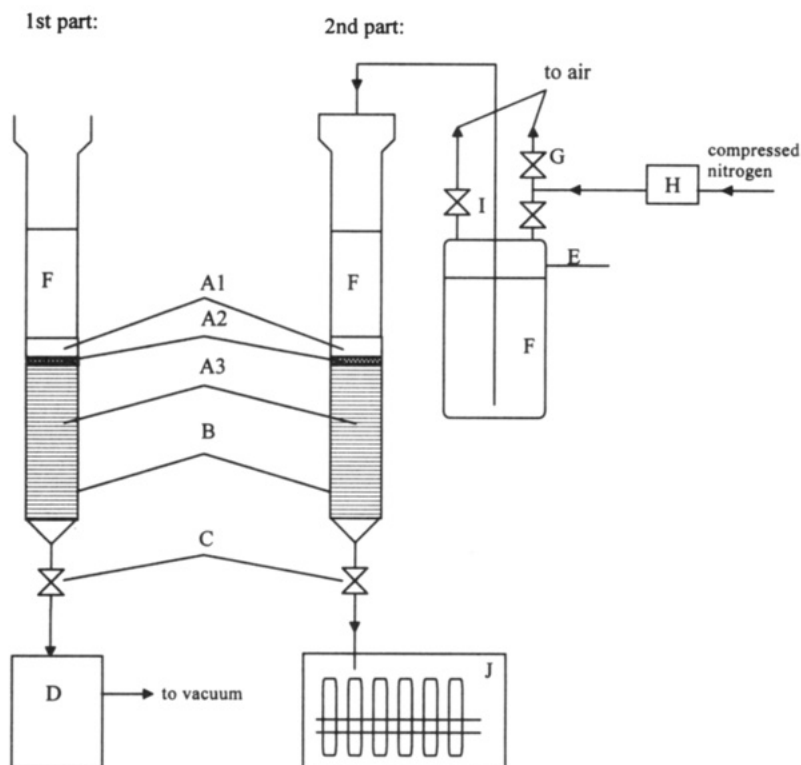 1st part:
2nd part:
to air
G
compressed
nitrogen
H
I
E
F
F
A1
A2
F
A3
B
C
D
to vacuum
J